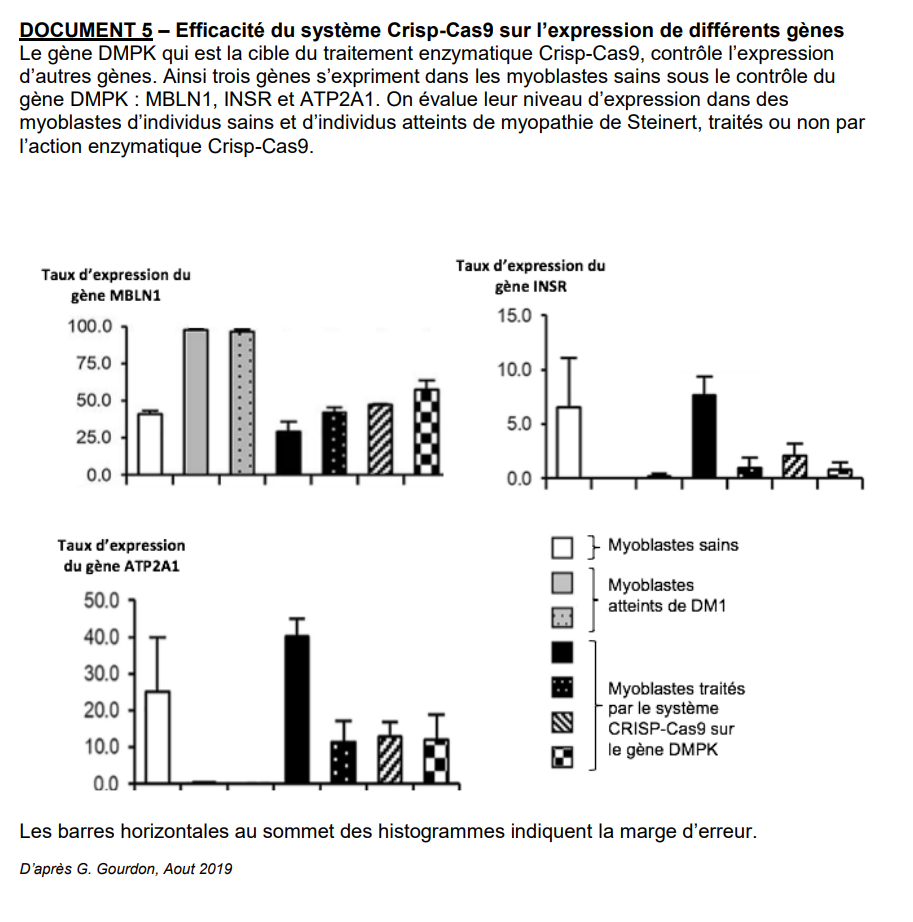 DOCUMENT 5 – Efficacité du système Crisp-Cas9 sur l’expression de différents gènes
Le gène DMPK qui est la cible du traitement enzymatique Crisp-Cas9, contrôle l’expression
d’autres gènes. Ainsi trois gènes s’expriment dans les myoblastes sains sous le contrôle du
gène DMPK : MBLN1, INSR et ATP2A1. On évalue leur niveau d’expression dans des
myoblastes d’individus sains et d’individus atteints de myopathie de Steinert, traités ou non par
l’action enzymatique Crisp-Cas9.
Taux d’expression du
gène MBLN1
100.0
75.0
50.0
25.0
0.0
Taux d’expression du
gène INSR
15.0
10.0
5.0
0.0
Taux d’expression
du gène ATP2A1
50.0
40.0
30.0
20.0
10.0
0.0
Myoblastes sains
Myoblastes
atteints de DM1
Myoblastes traités
par le système
CRISP-Cas9 sur
le gène DMPK
Les barres horizontales au sommet des histogrammes indiquent la marge d’erreur.
D’après G. Gourdon, Aout 2019